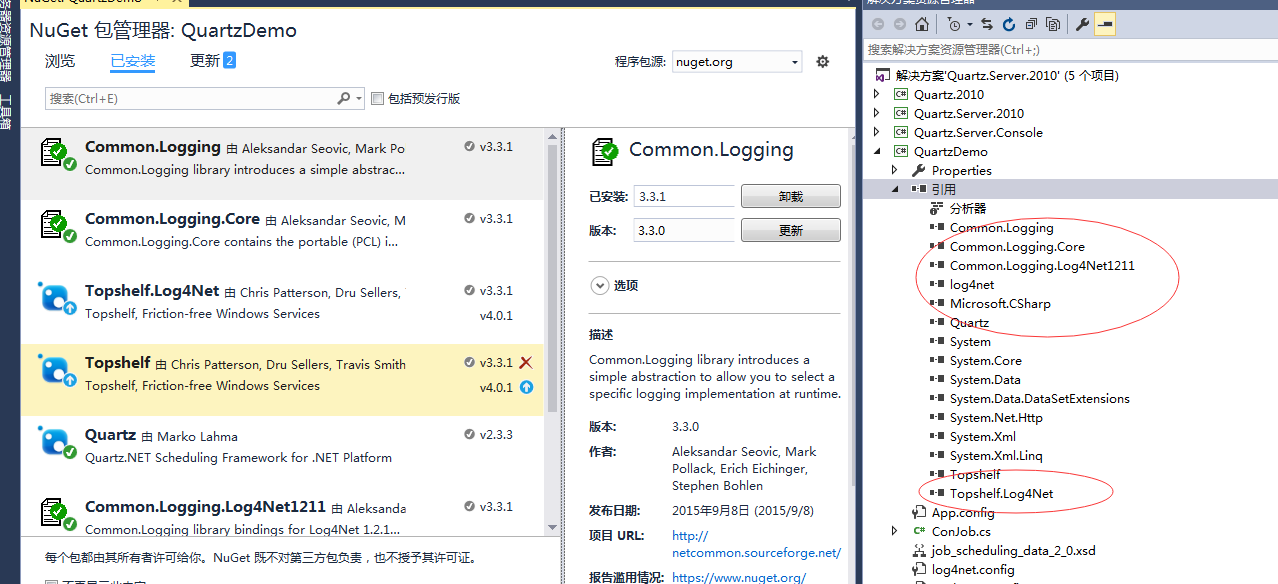 NuGet 包管理器: QuartzDemo
浏览
已安装
更新 2
程序包源: nuget.org
搜索(Ctrl+E)
包括预发行版
Common.Logging 由 Aleksandar Seovic, Mark Po
v3.3.1
Common.Logging library introduces a simple abstrac...
Common.Logging.Core 由 Aleksandar Seovic, M
v3.3.1
Common.Logging.Core contains the portable (PCL) i...
Topshelf.Log4Net 由 Chris Patterson, Dru Sellers,
v3.3.1
Topshelf, Friction-free Windows Services
v4.0.1
Topshelf 由 Chris Patterson, Dru Sellers, Travis Smith
v3.3.1
Topshelf, Friction-free Windows Services
v4.0.1
Quartz 由 Marko Lahma
v2.3.3
Quartz.NET Scheduling Framework for .NET Platform
Common.Logging.Log4Net1211 由 Aleksanda
v3.3.1
Common.Logging library bindings for Log4Net 1.2.1...
每个包都由其所有者许可给你。NuGet 既不对第三方包负责，也不授予其许可证。
Common.Logging
已安装: 3.3.1
卸载
版本: 3.3.0
更新
选项
描述
Common.Logging library introduces a
simple abstraction to allow you to select a
specific logging implementation at runtime.
版本: 3.3.0
作者: Aleksandar Seovic, Mark
Pollack, Erich Eichinger,
Stephen Bohlen
发布日期: 2015年9月8日 (2015/9/8)
项目 URL: http://
netcommon.sourceforge.net/
报告滥用情况: https://www.nuget.org/
搜索解决方案资源管理器(Ctrl+;)
解决方案'Quartz.Server.2010' (5 个项目)
C# Quartz.2010
C# Quartz.Server.2010
C# Quartz.Server.Console
C# QuartzDemo
Properties
引用
分析器
Common.Logging
Common.Logging.Core
Common.Logging.Log4Net1211
log4net
Microsoft.CSharp
Quartz
System
System.Core
System.Data
System.Data.DataSetExtensions
System.Net.Http
System.Xml
System.Xml.Linq
Topshelf
Topshelf.Log4Net
App.config
C# ConJob.cs
job_scheduling_data_2_0.xsd
log4net.config